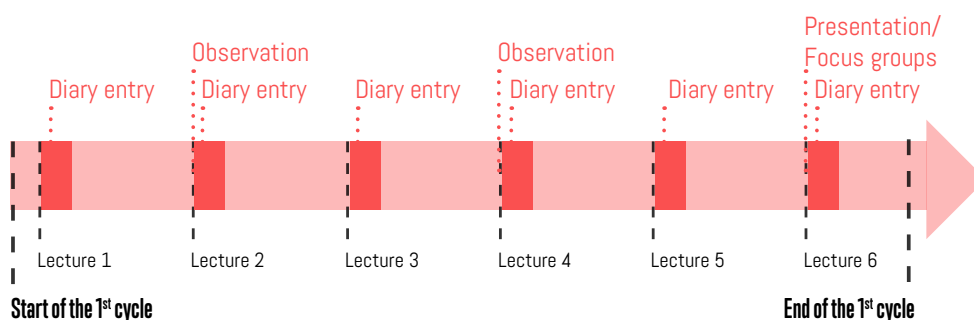 Presentation/
Observation
Observation
Focus groups
Diary entry
Diary entry
Diary entry
Diary entry
Diary entry
Diary entry
Lecture 1
Lecture 2
Lecture 3
Lecture 4
Lecture 5
Lecture 6
Start of the 1st cycle
End of the 1st cycle